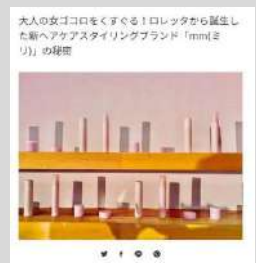 大人の女ゴコロをくすぐる！ロレッタから誕生し
た新ヘアケアスタイリングブランド「mm(ミ
リ)」の秘密